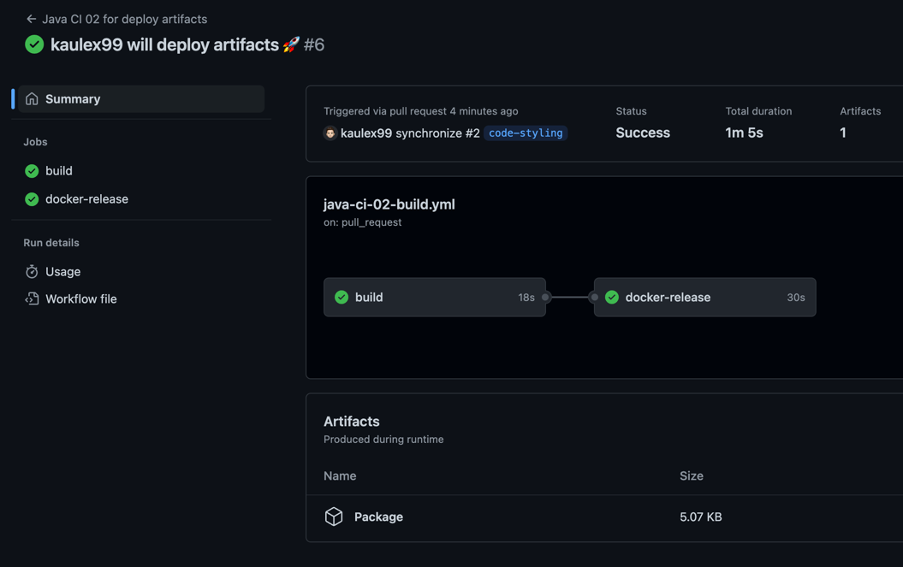 ← Java CI 02 for deploy artifacts
kaulex99 will deploy artifacts 🚀 #6
Summary
Jobs
build
docker-release
Run details
Usage
Workflow file
Triggered via pull request 4 minutes ago
kaulex99 synchronize #2 code-styling
Status
Success
Total duration
1m 5s
Artifacts
1
java-ci-02-build.yml
on: pull_request
build 18s
docker-release 30s
Artifacts
Produced during runtime
Name Size
Package 5.07 KB